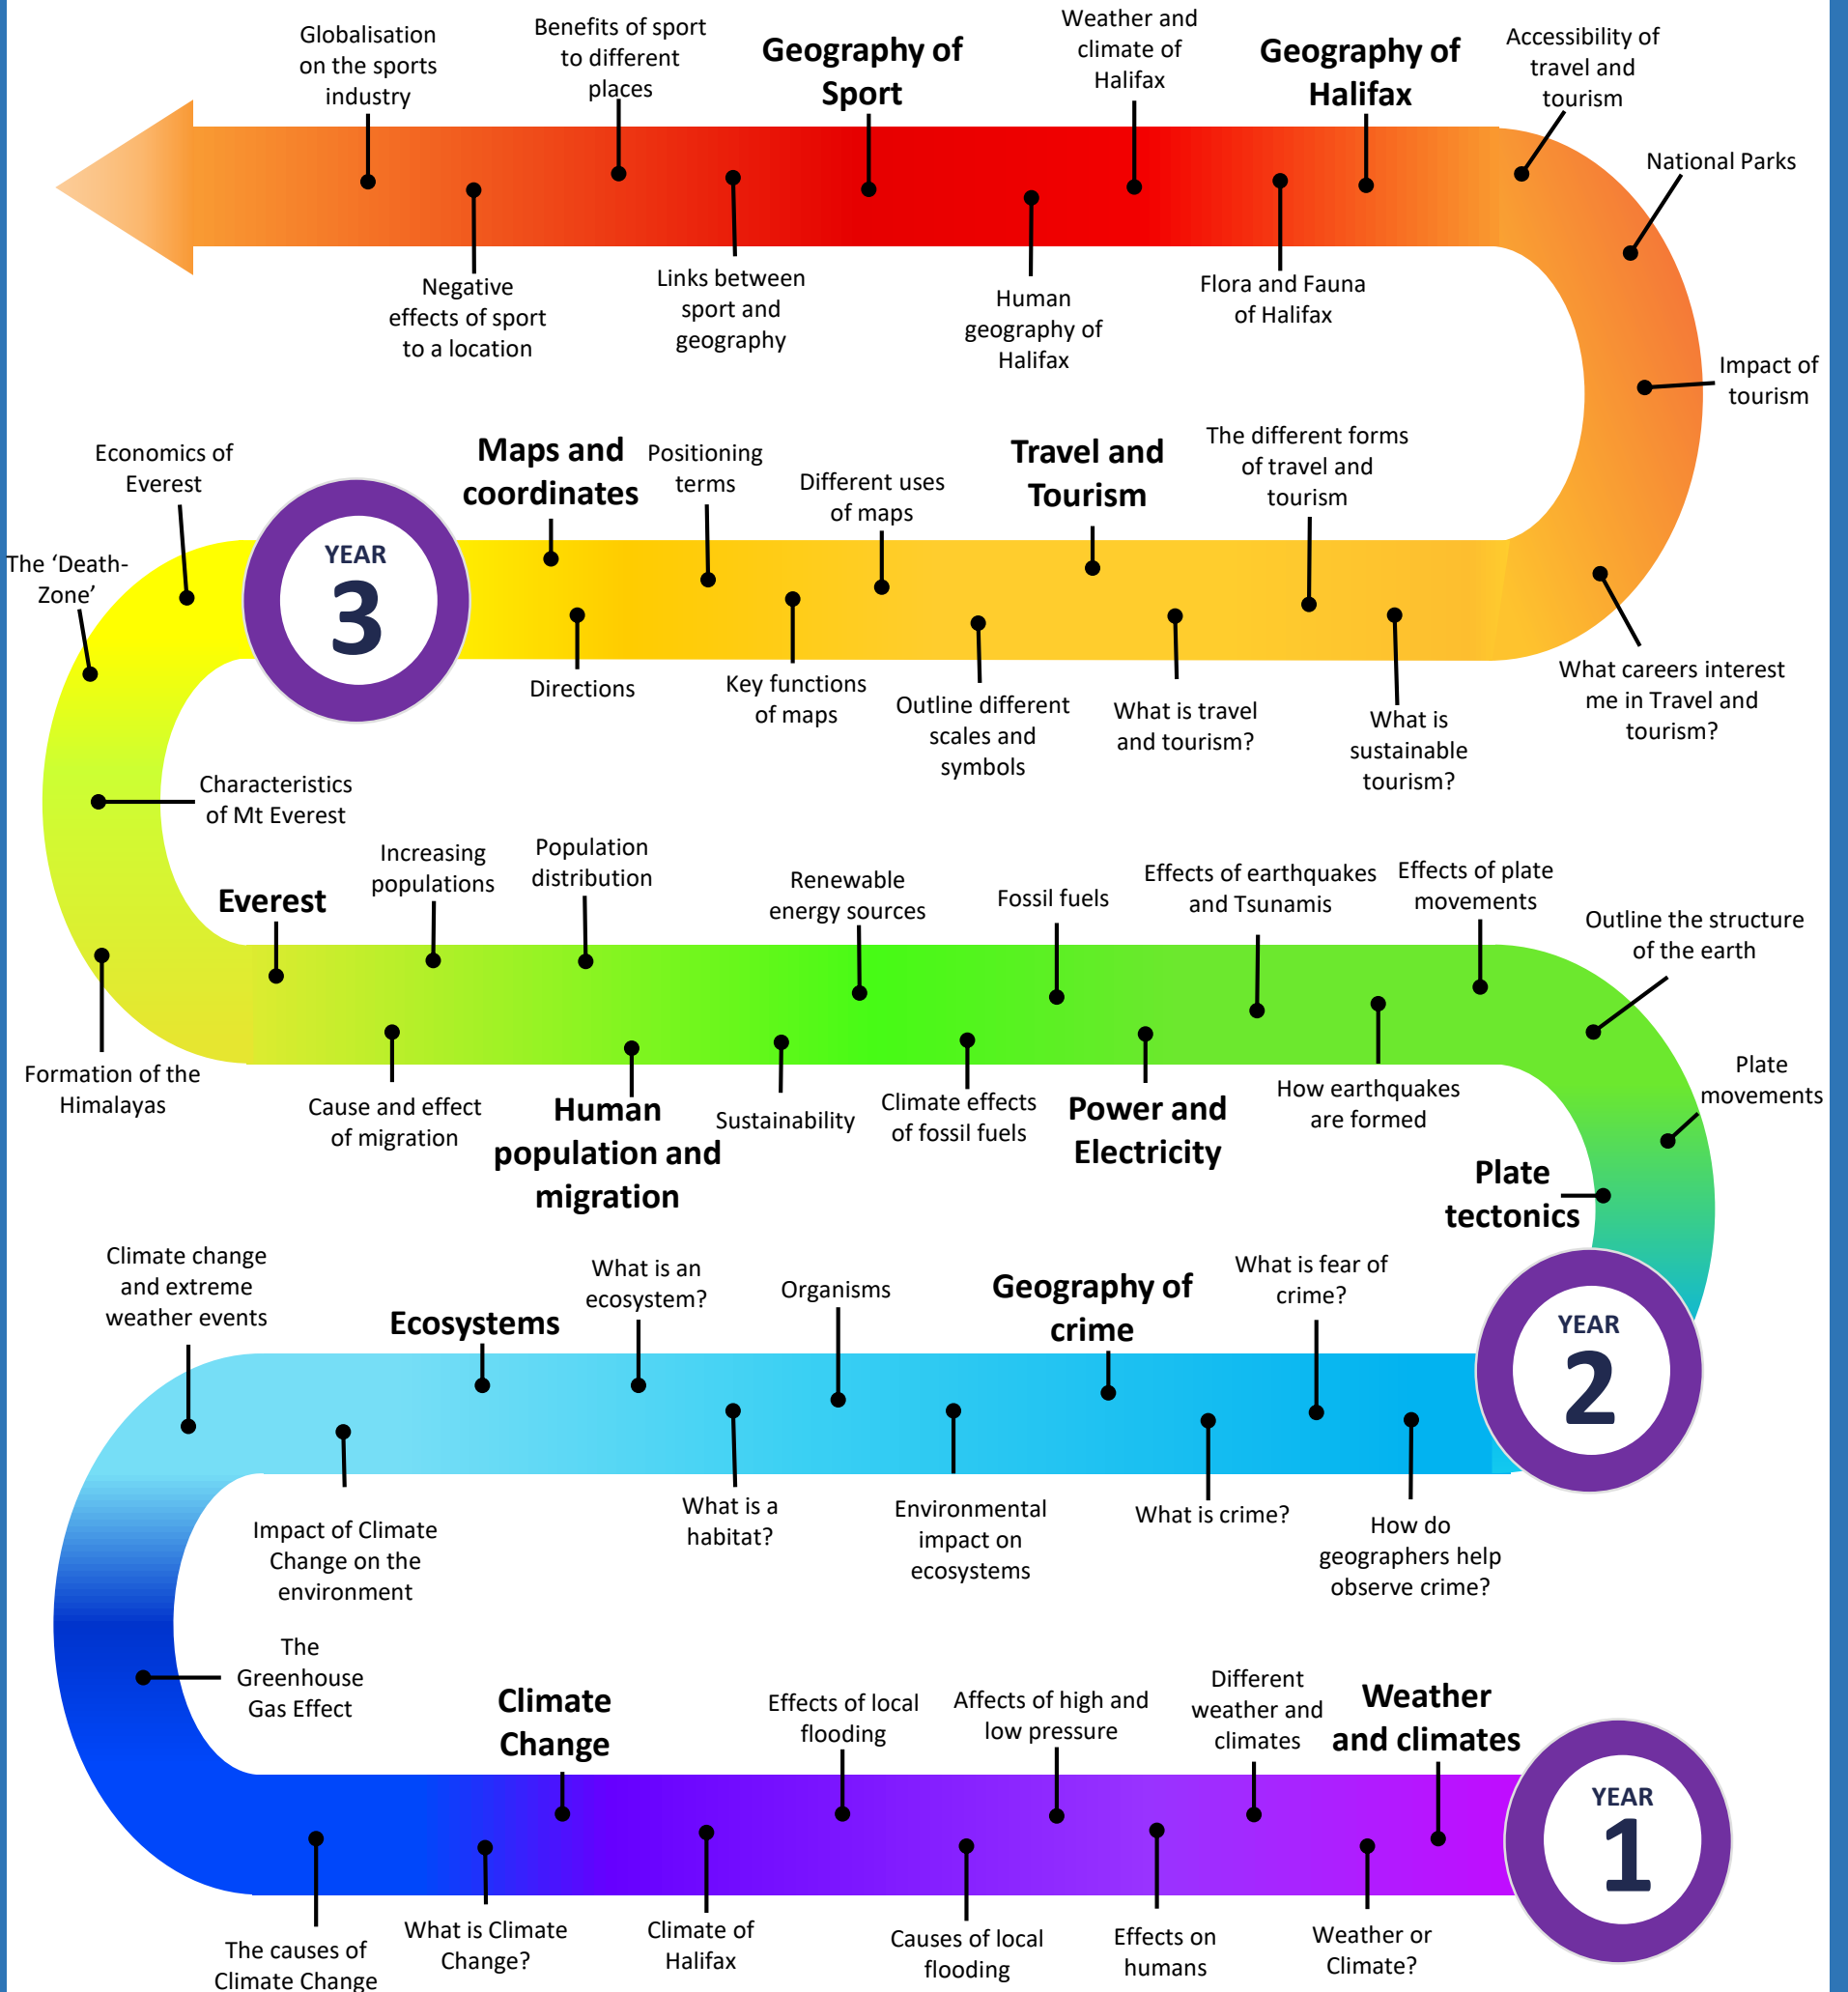 Globalisation
on the sports
industry
Benefits of sport
to different
places
Geography of
Sport
Weather and
climate of
Halifax
Geography of
Halifax
Accessibility of
travel and
tourism
National Parks
Negative
effects of sport
to a location
Links between
sport and
geography
Human
geography of
Halifax
Flora and Fauna
of Halifax
Impact of
tourism
Economics of
Everest
The ‘Death-
Zone’
YEAR
3
Maps and
coordinates
Positioning
terms
Different uses
of maps
Travel and
Tourism
The different forms
of travel and
tourism
Directions
Key functions
of maps
Outline different
scales and
symbols
What is travel
and tourism?
What is
sustainable
tourism?
What careers interest
me in Travel and
tourism?
Characteristics
of Mt Everest
Everest
Increasing
populations
Population
distribution
Renewable
energy sources
Fossil fuels
Effects of earthquakes
and Tsunamis
Effects of plate
movements
Outline the structure
of the earth
Formation of the
Himalayas
Cause and effect
of migration
Human
population and
migration
Sustainability
Climate effects
of fossil fuels
Power and
Electricity
How earthquakes
are formed
Plate
movements
Plate
tectonics
Climate change
and extreme
weather events
Ecosystems
What is an
ecosystem?
Organisms
Geography of
crime
What is fear of
crime?
YEAR
2
Impact of Climate
Change on the
environment
What is a
habitat?
Environmental
impact on
ecosystems
What is crime?
How do
geographers help
observe crime?
The
Greenhouse
Gas Effect
Climate
Change
Effects of local
flooding
Affects of high and
low pressure
Different
weather and
climates
Weather
and climates
YEAR
1
The causes of
Climate Change
What is Climate
Change?
Climate of
Halifax
Causes of local
flooding
Effects on
humans
Weather or
Climate?